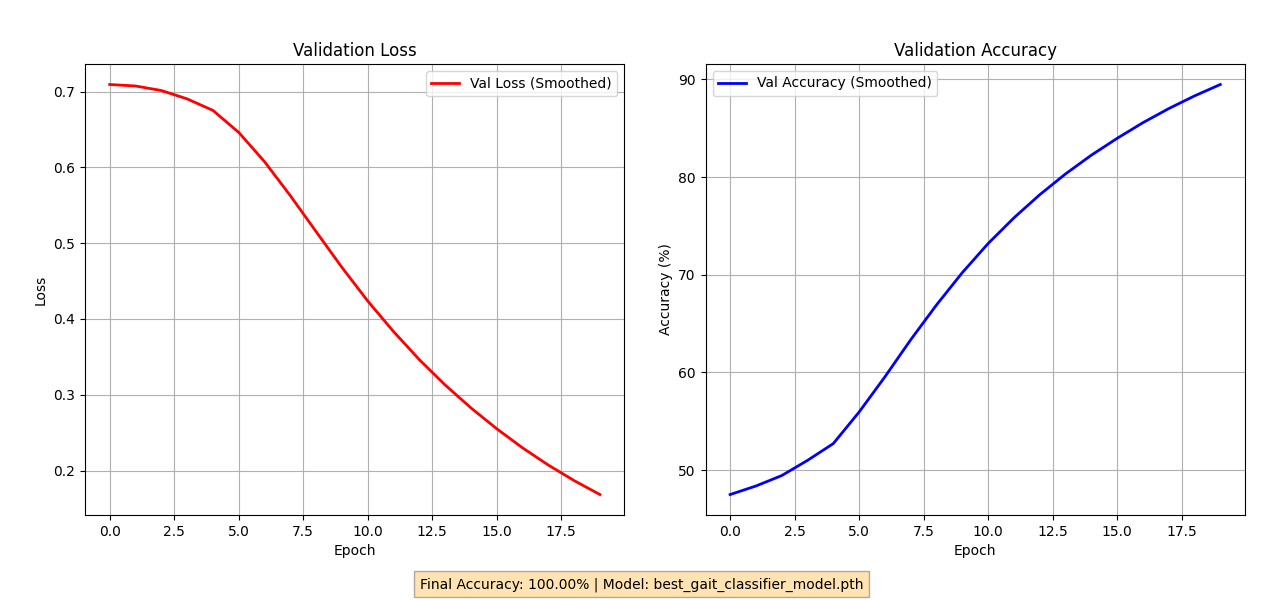 Validation Loss
Val Loss (Smoothed)
0.7
0.6
0.5
0.4
0.3
0.2
Loss
0.0 2.5 5.0 7.5 10.0 12.5 15.0 17.5
Epoch
Validation Accuracy
Val Accuracy (Smoothed)
90
80
70
60
50
Accuracy (%)
0.0 2.5 5.0 7.5 10.0 12.5 15.0 17.5
Epoch
Final Accuracy: 100.00% | Model: best_gait_classifier_model.pth